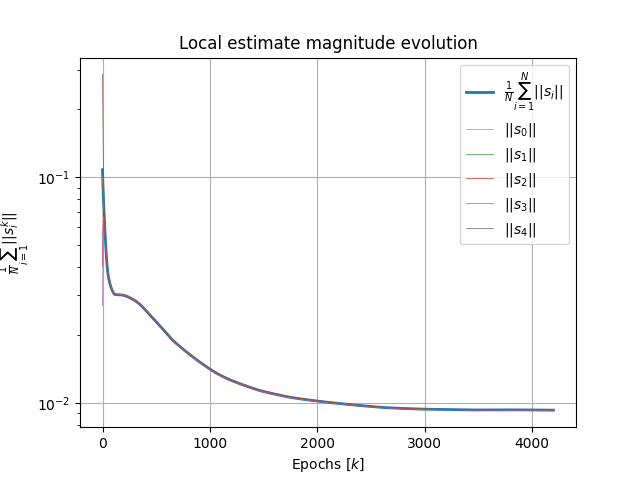 Local estimate magnitude evolution
1/N ∑_{i=1}^{N} ||s_i||
||s_0||
||s_1||
||s_2||
||s_3||
||s_4||
10^{-1}
10^{-2}
1/N ∑_{i=1} ||s_i^k||
0 1000 2000 3000 4000
Epochs [k]